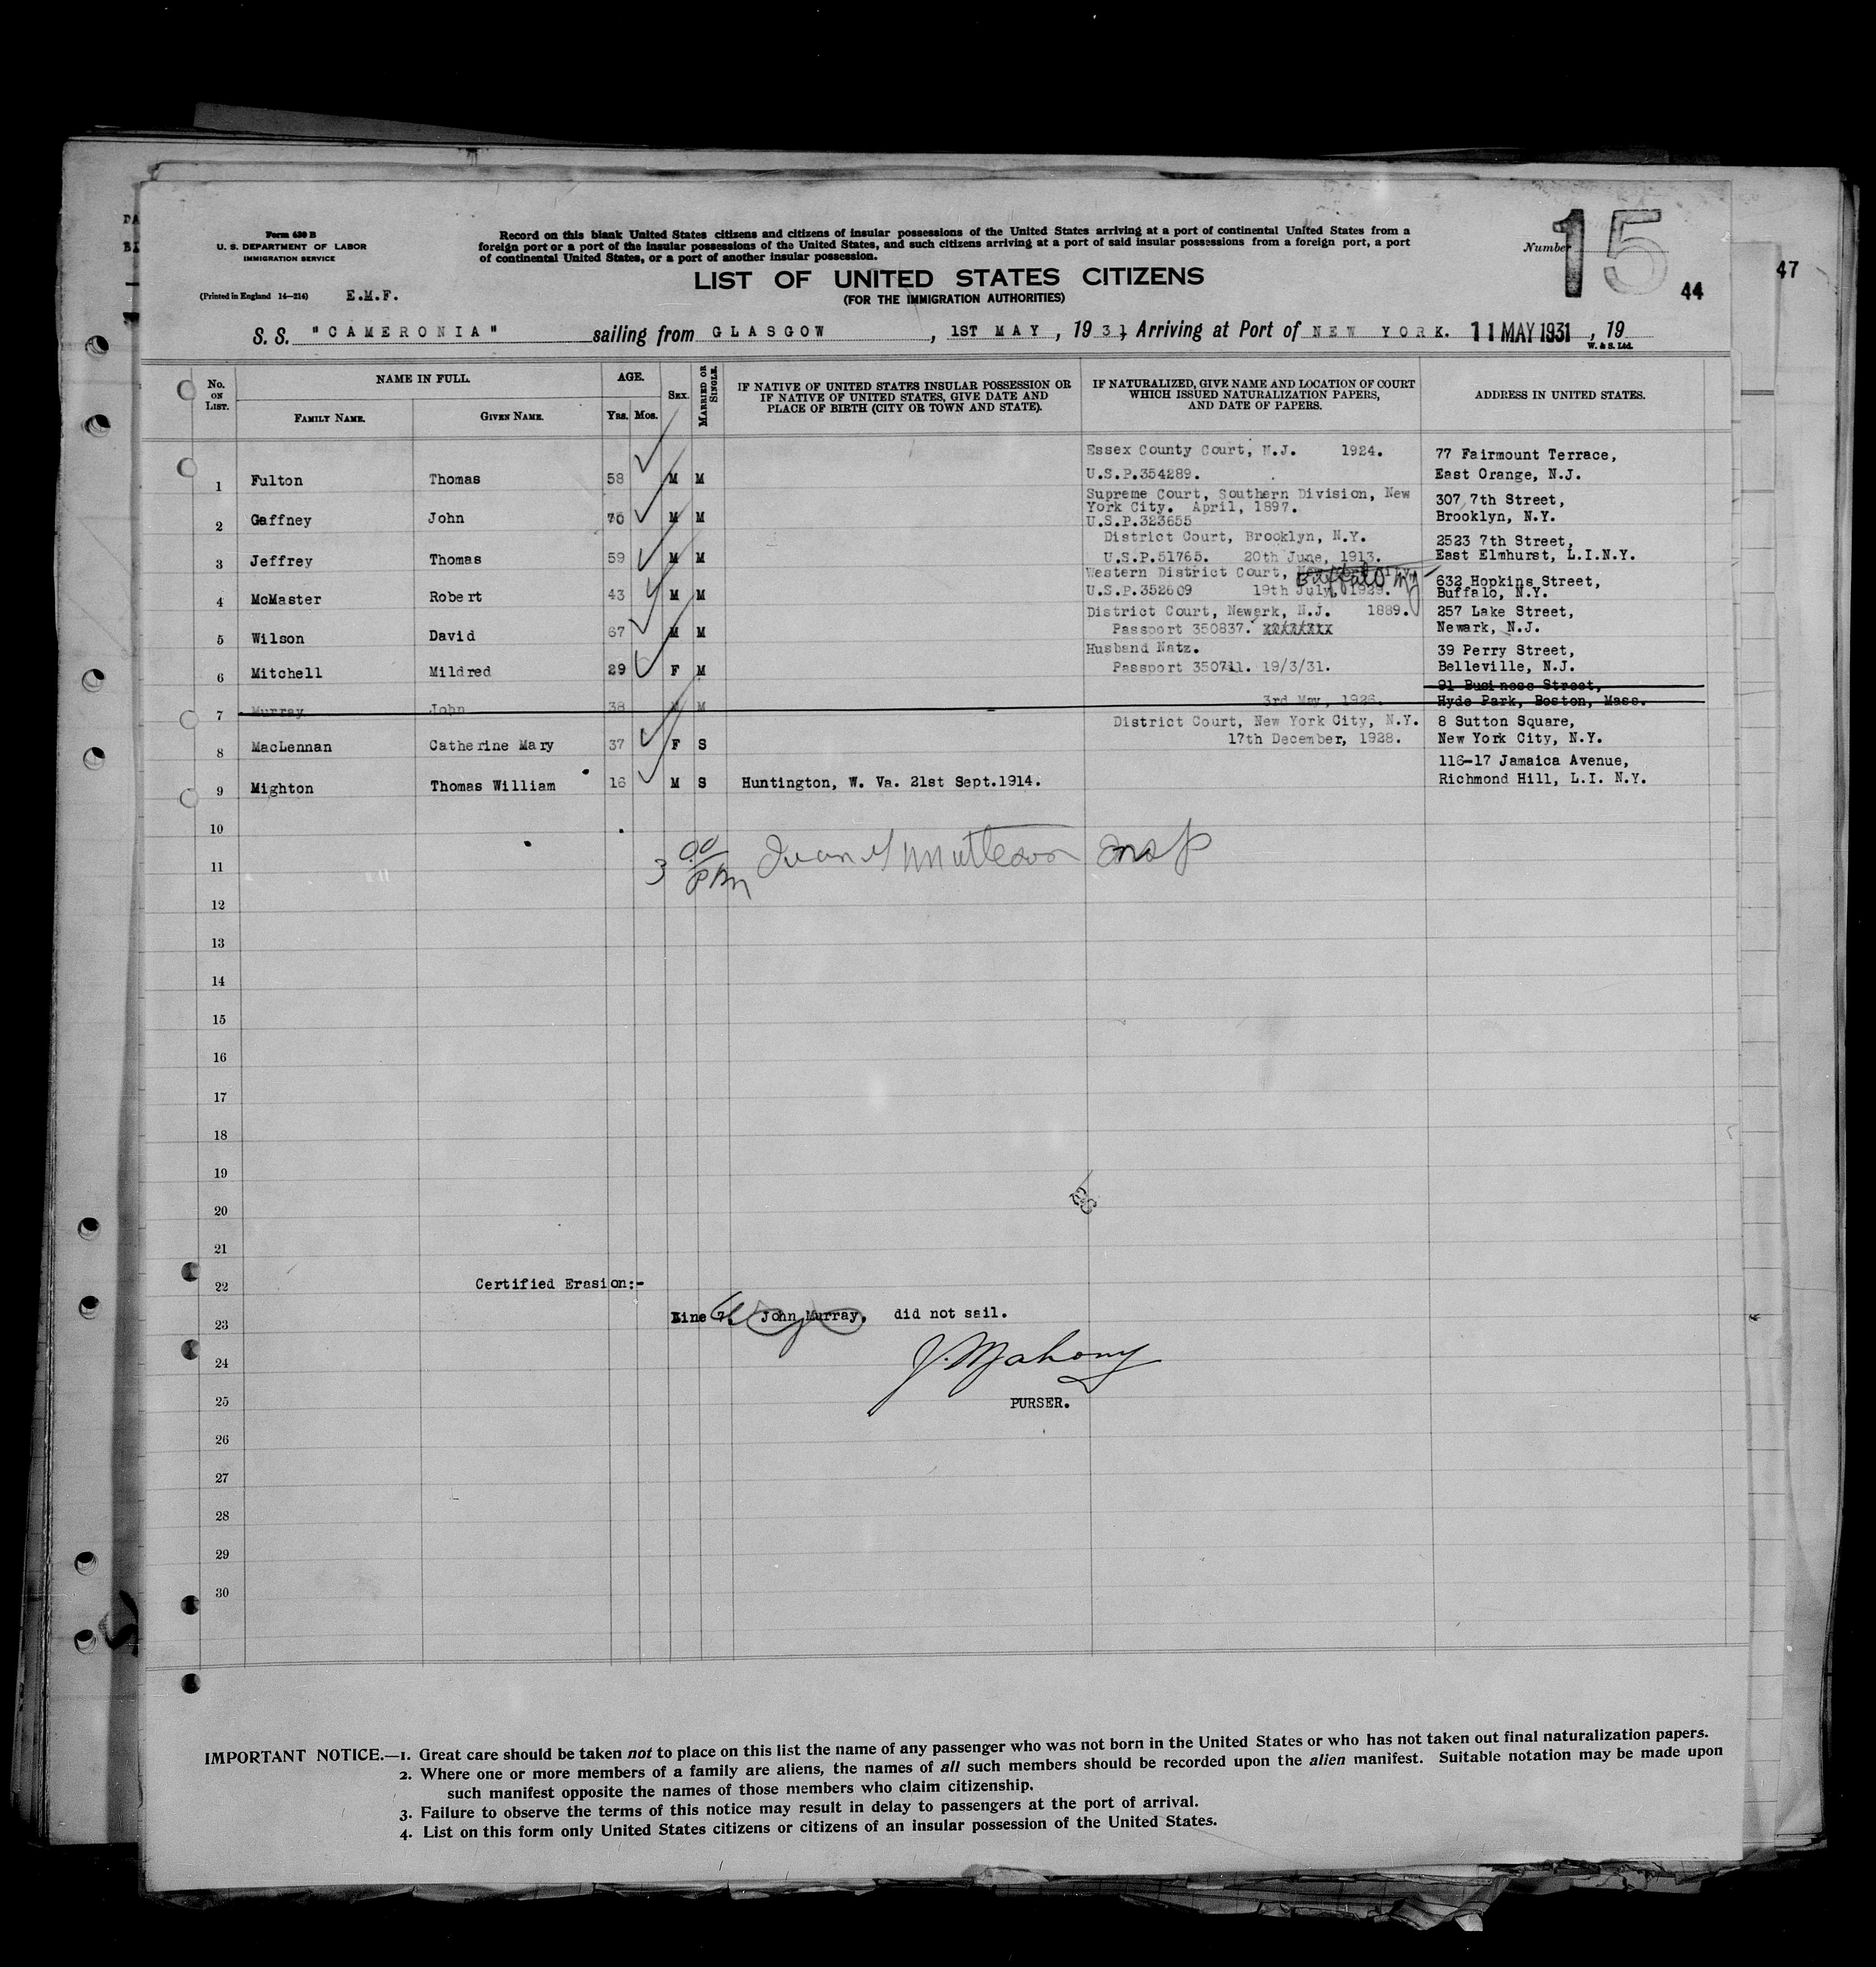 Form 630 B
U. S. DEPARTMENT OF LABOR
IMMIGRATION SERVICE
(Printed in England 14—214) E.M.F.
Record on this blank United States citizens and citizens of insular possessions of the United States arriving at a port of continental United States from a
foreign port or a port of the insular possessions of the United States, and such citizens arriving at a port of said insular possessions from a foreign port, a port
of continental United States, or a port of another insular possession.
LIST OF UNITED STATES CITIZENS
(FOR THE IMMIGRATION AUTHORITIES)
Number 15
44
47
S. S. "CAMERONIA" sailing from GLASGOW, 1ST MAY, 1931, Arriving at Port of NEW YORK. 11 MAY 1931, 19
W. & S. Ltd.
No. ON LIST.
NAME IN FULL.
FAMILY NAME.
GIVEN NAME.
AGE.
Yrs. Mos.
SEX.
MARRIED OR SINGLE.
IF NATIVE OF UNITED STATES INSULAR POSSESSION OR
IF NATIVE OF UNITED STATES, GIVE DATE AND
PLACE OF BIRTH (CITY OR TOWN AND STATE).
IF NATURALIZED, GIVE NAME AND LOCATION OF COURT
WHICH ISSUED NATURALIZATION PAPERS,
AND DATE OF PAPERS.
ADDRESS IN UNITED STATES.
Essex County Court, N.J. 1924. 77 Fairmount Terrace,
1 Fulton Thomas 58 M M U.S.P.354289. East Orange, N.J.
Supreme Court, Southern Division, New 307 7th Street,
York City. April, 1897.
2 Gaffney John 70 M M U.S.P.323655 Brooklyn, N.Y.
District Court, Brooklyn, N.Y. 2523 7th Street,
3 Jeffrey Thomas 59 M M U.S.P.51765. 20th June, 1913. East Elmhurst, L.I.N.Y.
Western District Court, Buffalo NY 632 Hopkins Street,
4 McMaster Robert 43 M M U.S.P.352609 19th July, 1929. Buffalo, N.Y.
District Court, Newark, N.J. 1889. 257 Lake Street,
5 Wilson David 67 M M Passport 350837. Newark, N.J.
Husband Natz. 39 Perry Street,
6 Mitchell Mildred 29 F M Passport 350711. 19/3/31. Belleville, N.J.
91 Business Street,
7 Murray John 38 M M 3rd May, 1926. Hyde Park, Boston, Mass.
District Court, New York City, N.Y. 8 Sutton Square,
8 MacLennan Catherine Mary 37 F S 17th December, 1928. New York City, N.Y.
116-17 Jamaica Avenue,
9 Mighton Thomas William 16 M S Huntington, W. Va. 21st Sept.1914. Richmond Hill, L.I. N.Y.
10
11 3 00 PM Insp
12
13
14
15
16
17
18
19
20
21
22 Certified Erasion:-
23 Line 7. John Murray, did not sail.
24 J. Mahony
25 PURSER.
26
27
28
29
30
IMPORTANT NOTICE.—1. Great care should be taken not to place on this list the name of any passenger who was not born in the United States or who has not taken out final naturalization papers.
2. Where one or more members of a family are aliens, the names of all such members should be recorded upon the alien manifest. Suitable notation may be made upon
such manifest opposite the names of those members who claim citizenship.
3. Failure to observe the terms of this notice may result in delay to passengers at the port of arrival.
4. List on this form only United States citizens or citizens of an insular possession of the United States.